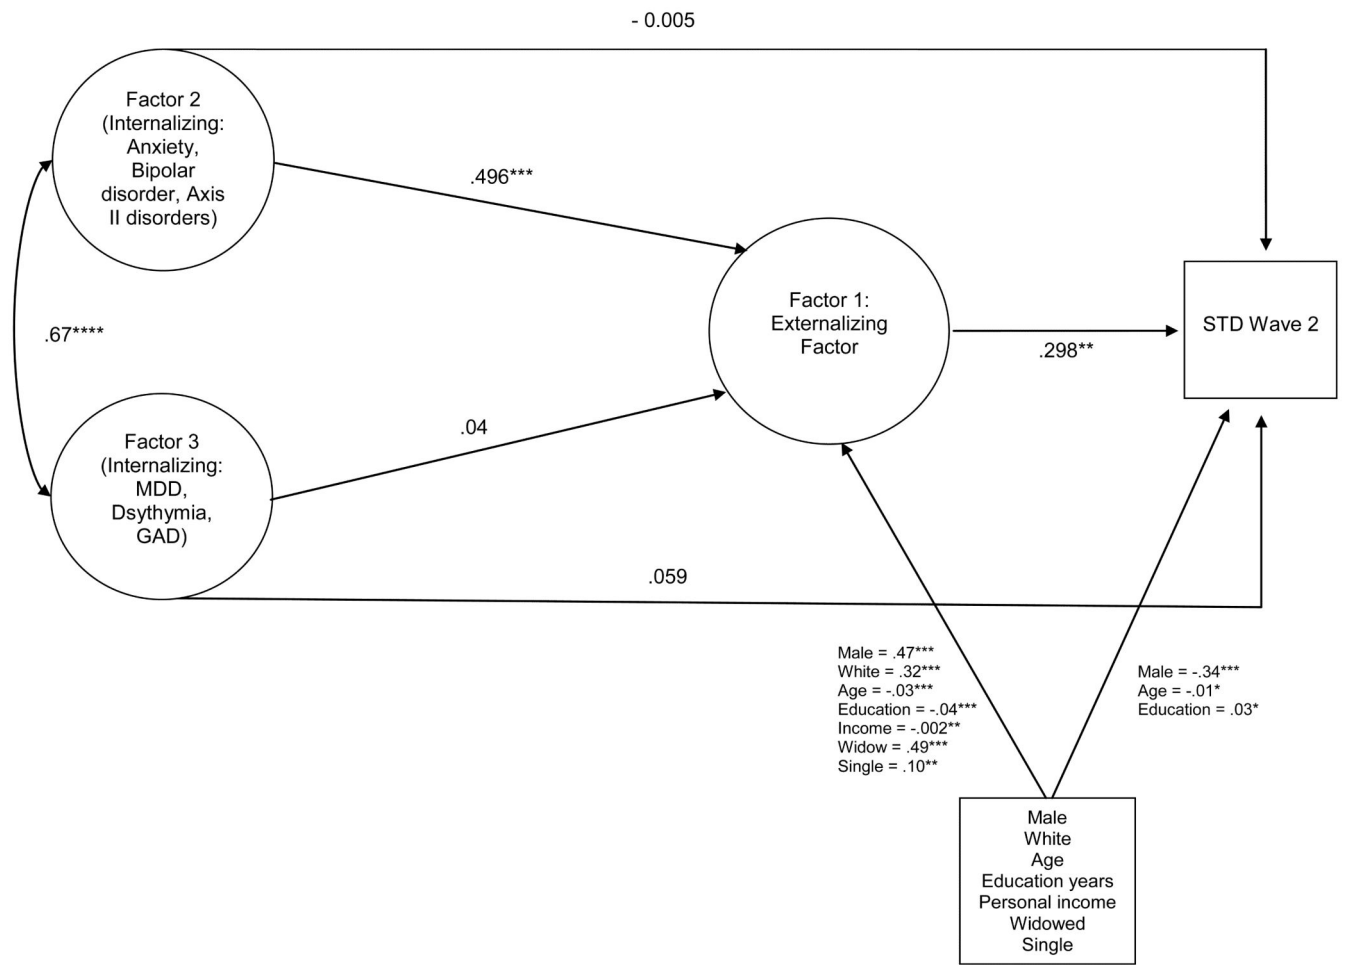 - 0.005
Factor 2
(Internalizing:
Anxiety,
Bipolar
disorder, Axis
II disorders)
.496***
Factor 1:
Externalizing
Factor
STD Wave 2
.298**
.67****
Factor 3
(Internalizing:
MDD,
Dsythymia,
GAD)
.04
.059
Male = .47***
White = .32***
Age = -.03***
Education = -.04***
Income = -.002**
Widow = .49***
Single = .10**
Male = -.34***
Age = -.01*
Education = .03*
Male
White
Age
Education years
Personal income
Widowed
Single